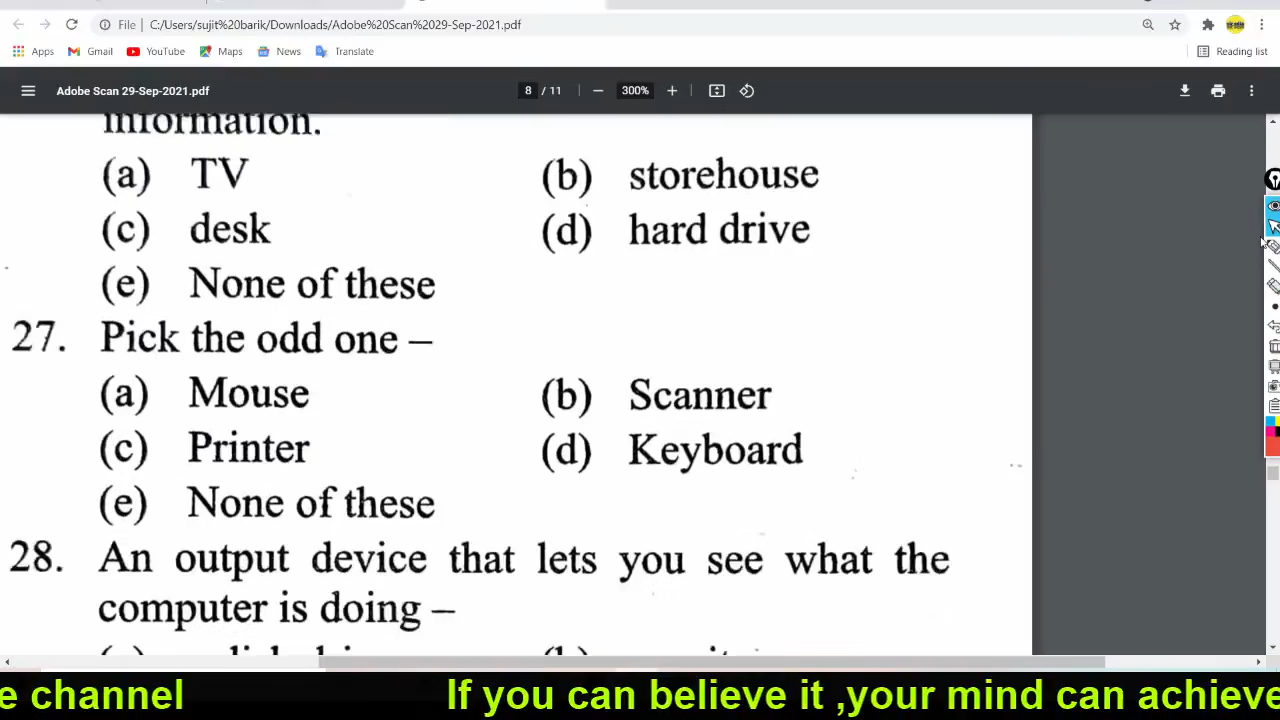 File
C:/Users/sujit%20barik/Downloads/Adobe%20Scan%2029-Sep-2021.pdf
Apps Gmail YouTube Maps News Translate Reading list
Adobe Scan 29-Sep-2021.pdf 8 / 11 300%
information.
(a) TV (b) storehouse
(c) desk (d) hard drive
(e) None of these
27. Pick the odd one –
(a) Mouse (b) Scanner
(c) Printer (d) Keyboard
(e) None of these
28. An output device that lets you see what the
computer is doing –
e channel If you can believe it ,your mind can achieve